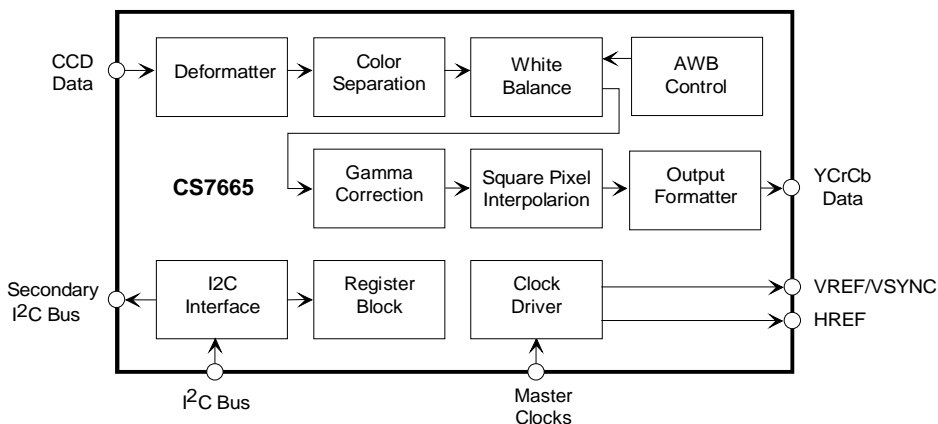 CCD
Data
Deformatter
Color
Separation
White
Balance
AWB
Control
CS7665
Gamma
Correction
Square Pixel
Interpolarion
Output
Formatter
YCrCb
Data
Secondary
I2C Bus
I2C
Interface
Register
Block
Clock
Driver
VREF/VSYNC
HREF
I2C Bus
Master
Clocks